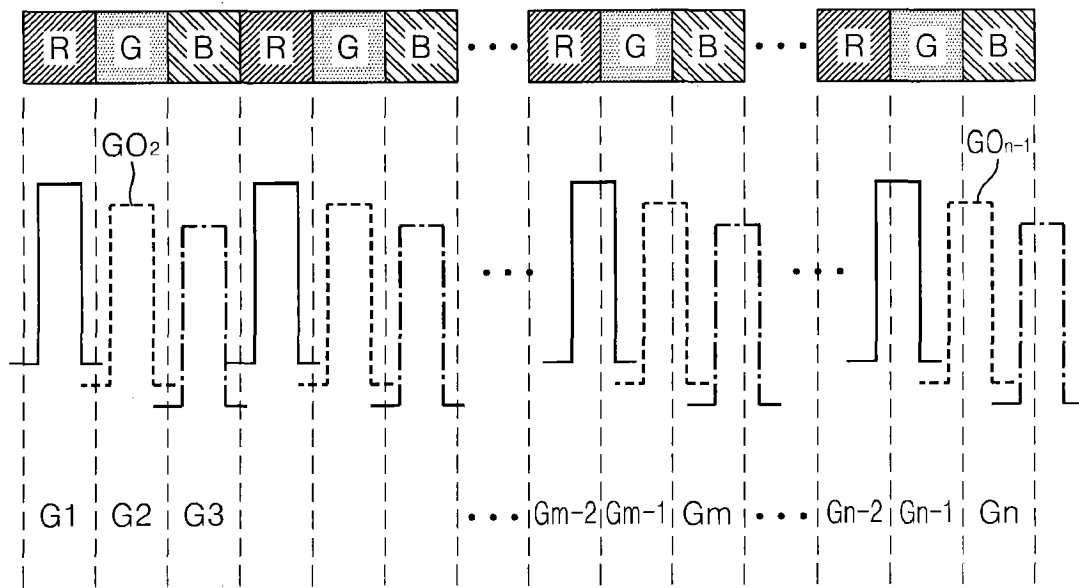 R G B R G B ••• R G B ••• R G B
GO2 GOn-1
••• •••
G1 G2 G3 ••• Gm-2 Gm-1 Gm ••• Gn-2 Gn-1 Gn